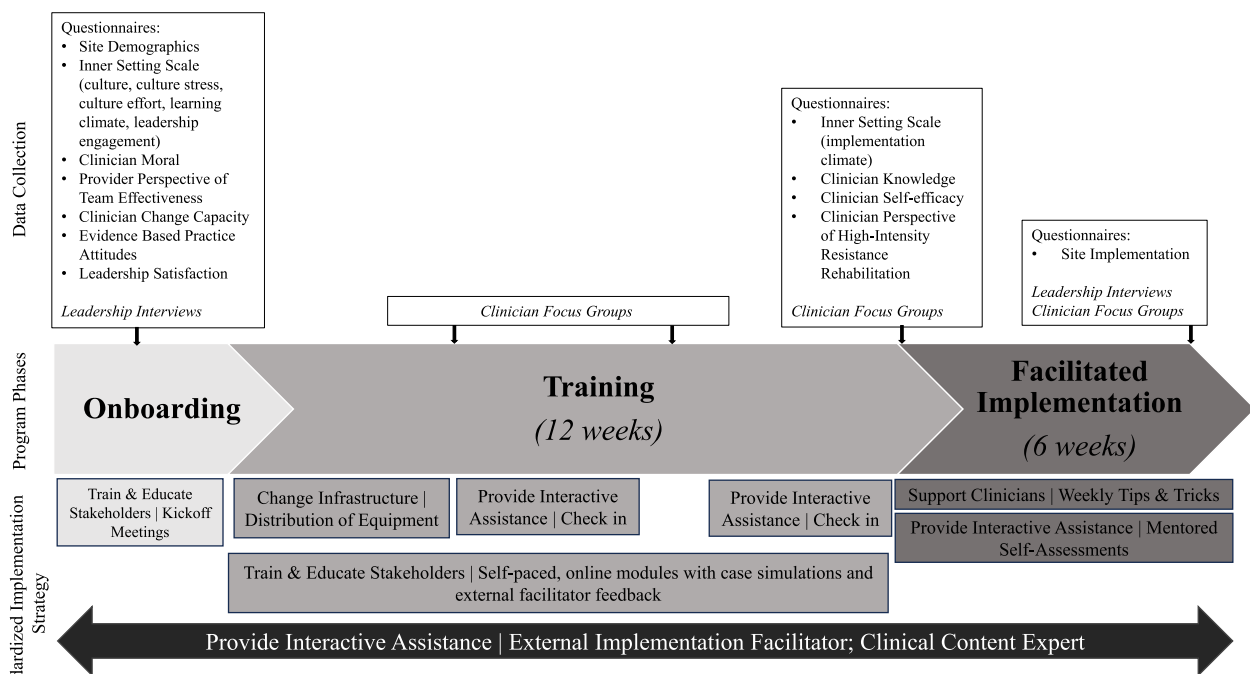 Data Collection
Questionnaires:
• Site Demographics
• Inner Setting Scale
(culture, culture stress,
culture effort, learning
climate, leadership
engagement)
• Clinician Moral
• Provider Perspective of
Team Effectiveness
• Clinician Change Capacity
• Evidence Based Practice
Attitudes
• Leadership Satisfaction
Leadership Interviews
Clinician Focus Groups
Questionnaires:
• Inner Setting Scale
(implementation
climate)
• Clinician Knowledge
• Clinician Self-efficacy
• Clinician Perspective
of High-Intensity
Resistance
Rehabilitation
Clinician Focus Groups
Questionnaires:
• Site Implementation
Leadership Interviews
Clinician Focus Groups
Program Phases
Onboarding
Training
(12 weeks)
Facilitated
Implementation
(6 weeks)
dardized Implementation
Strategy
Train & Educate
Stakeholders | Kickoff
Meetings
Change Infrastructure |
Distribution of Equipment
Provide Interactive
Assistance | Check in
Provide Interactive
Assistance | Check in
Support Clinicians | Weekly Tips & Tricks
Provide Interactive Assistance | Mentored
Self-Assessments
Train & Educate Stakeholders | Self-paced, online modules with case simulations and
external facilitator feedback
Provide Interactive Assistance | External Implementation Facilitator; Clinical Content Expert